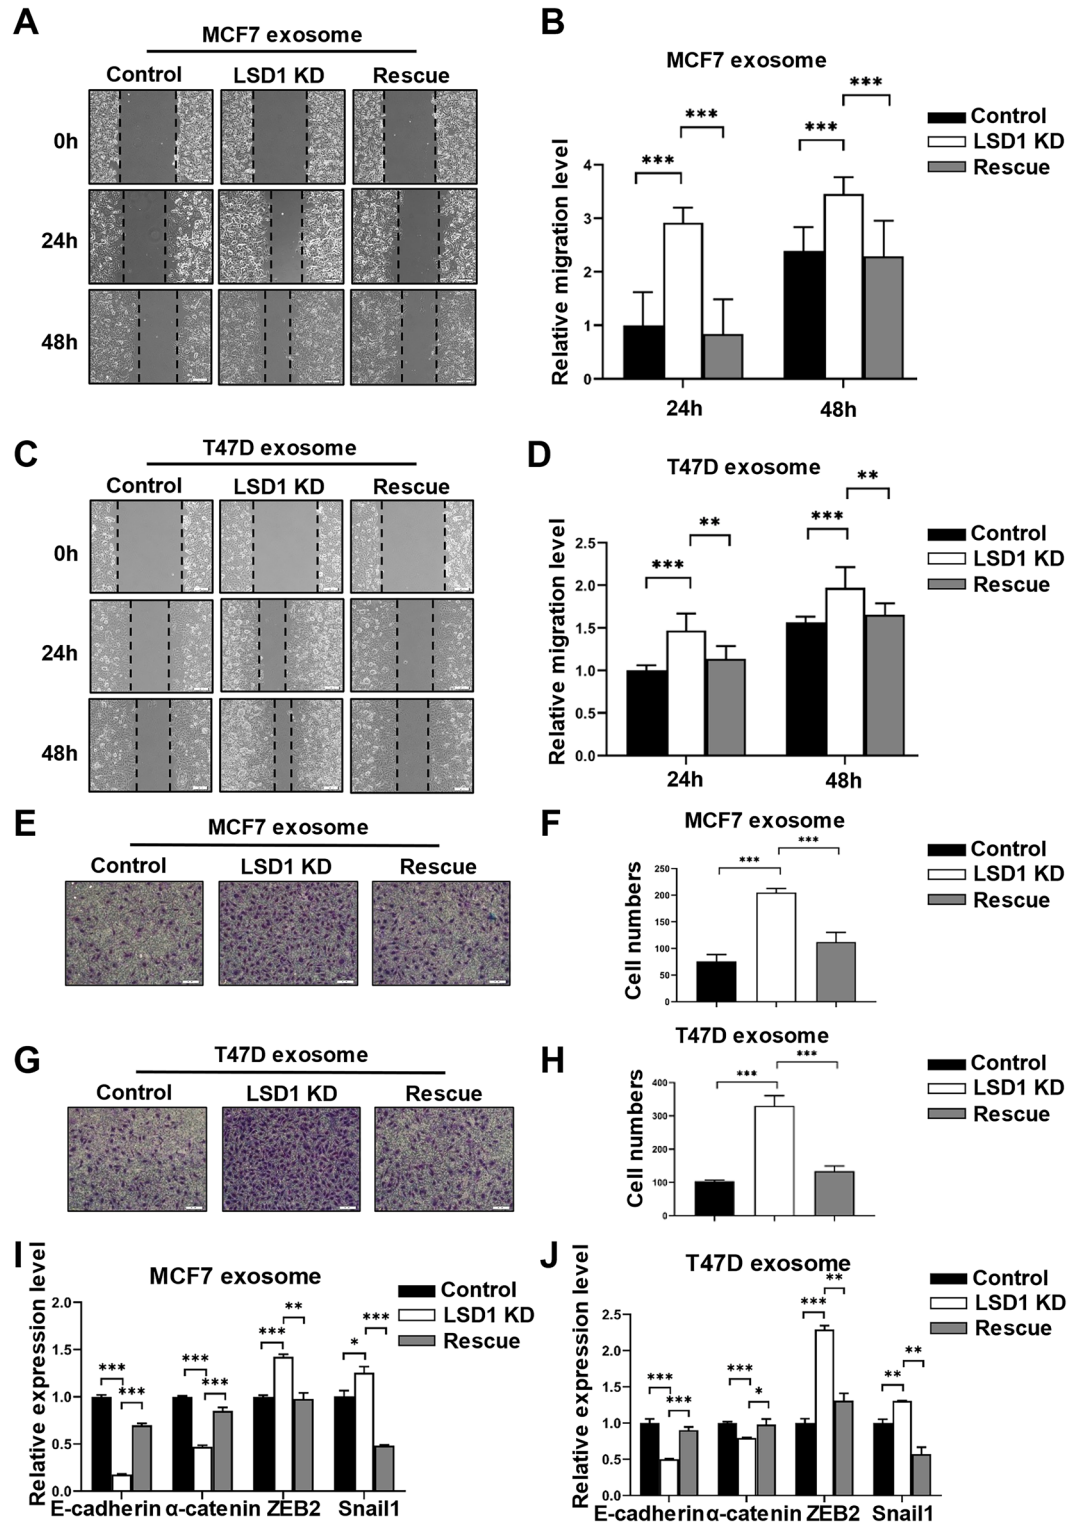 A
MCF7 exosome
Control LSD1 KD Rescue
0h
24h
48h
B
MCF7 exosome
Relative migration level
4
3
2
1
0
*** *** *** ***
24h 48h
Control
LSD1 KD
Rescue
C
T47D exosome
Control LSD1 KD Rescue
0h
24h
48h
D
T47D exosome
Relative migration level
2.5
2.0
1.5
1.0
0.5
0.0
*** ** *** **
24h 48h
Control
LSD1 KD
Rescue
E
MCF7 exosome
Control LSD1 KD Rescue
F
MCF7 exosome
Cell numbers
250
200
150
100
50
0
*** ***
Control
LSD1 KD
Rescue
G
T47D exosome
Control LSD1 KD Rescue
H
T47D exosome
Cell numbers
400
300
200
100
0
*** ***
Control
LSD1 KD
Rescue
I
MCF7 exosome
Relative expression level
2.0
1.5
1.0
0.5
0.0
*** *** *** *** *** ** * ***
E-cadherin α-catenin ZEB2 Snail1
Control
LSD1 KD
Rescue
J
T47D exosome
Relative expression level
2.5
2.0
1.5
1.0
0.5
0.0
*** *** *** * *** ** ** **
E-cadherin α-catenin ZEB2 Snail1
Control
LSD1 KD
Rescue